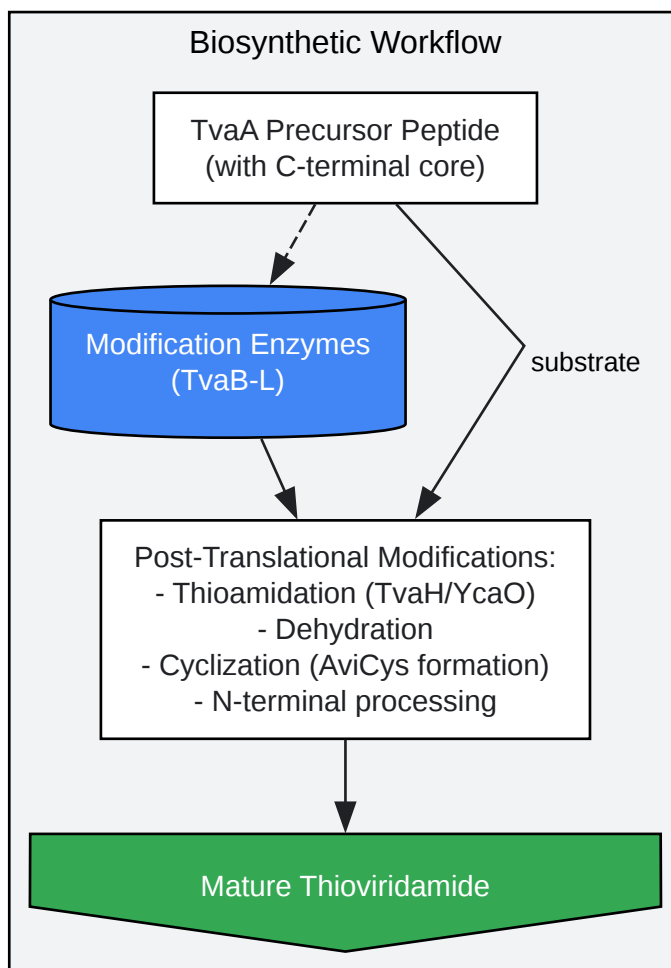 Biosynthetic Workflow
TvaA Precursor Peptide
(with C-terminal core)
Modification Enzymes
(TvaB-L)
substrate
Post-Translational Modifications:
- Thioamidation (TvaH/YcaO)
- Dehydration
- Cyclization (AviCys formation)
- N-terminal processing
Mature Thioviridamide